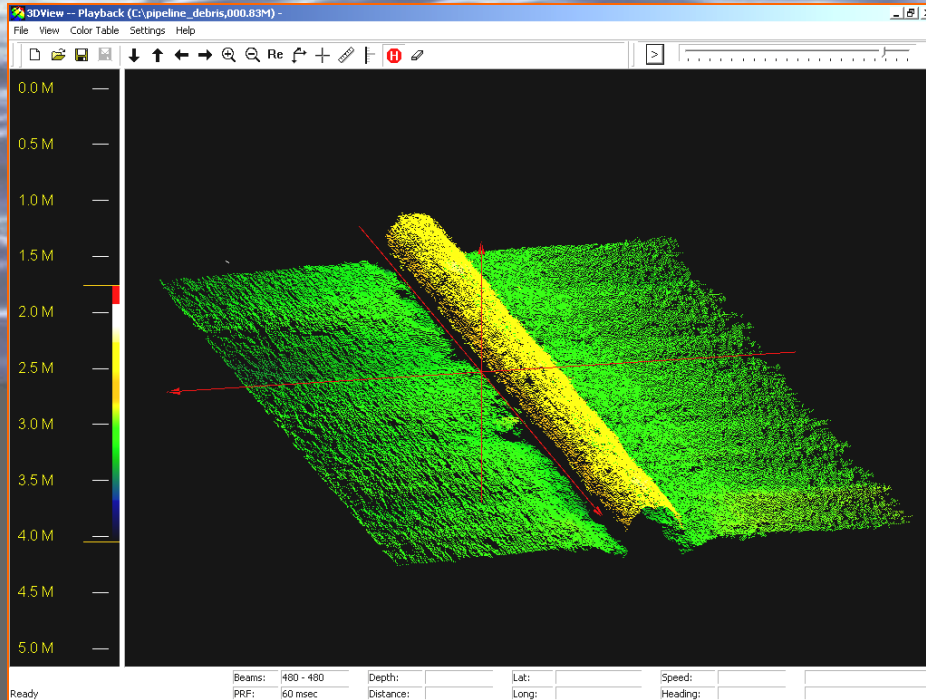 3DView -- Playback (C:\pipeline_debris,000.83M) -
File View Color Table Settings Help
Re H >
0.0 M
0.5 M
1.0 M
1.5 M
2.0 M
2.5 M
3.0 M
3.5 M
4.0 M
4.5 M
5.0 M
Beams: 480 - 480 Depth: Lat: Speed:
Ready PRF: 60 msec Distance: Long: Heading: